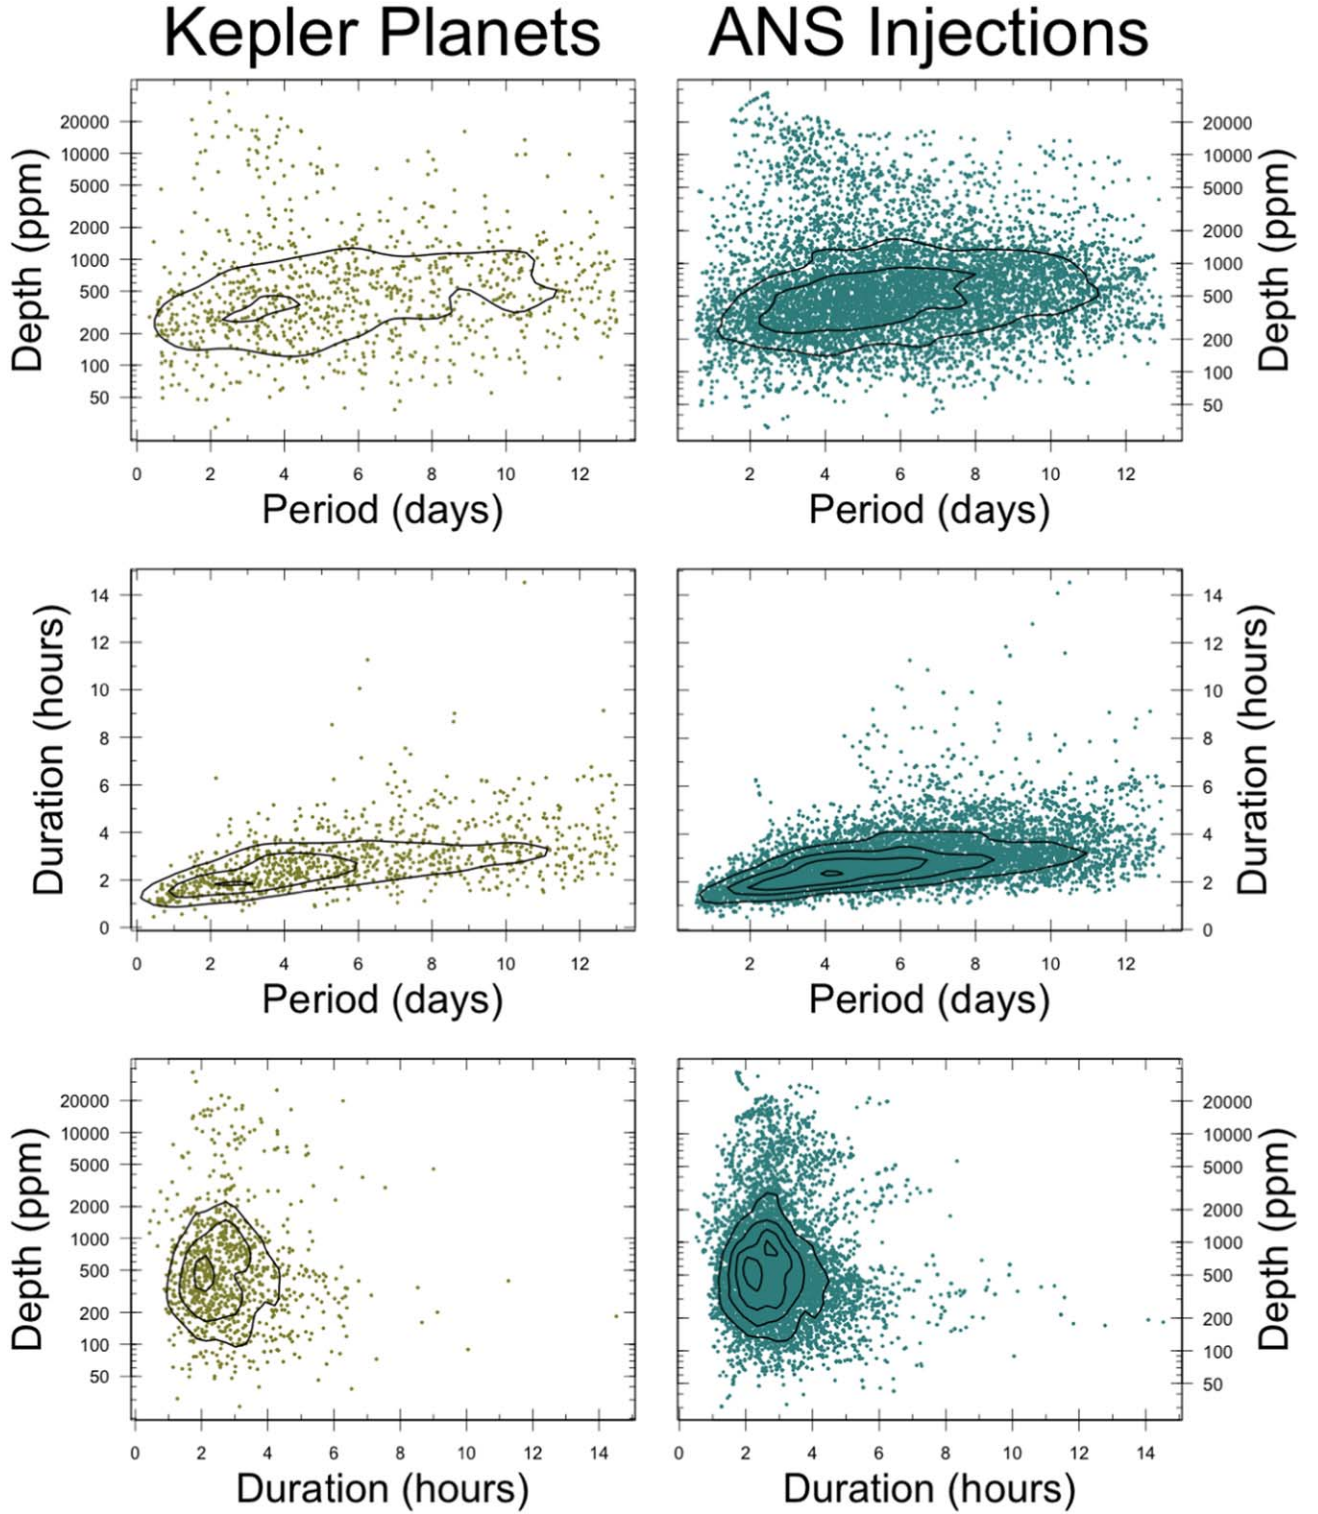 Kepler Planets ANS Injections
Depth (ppm)
20000
10000
5000
2000
1000
500
200
100
50
0 2 4 6 8 10 12
Period (days)
2 4 6 8 10 12
Period (days)
20000
10000
5000
2000
1000
500
200
100
50
Depth (ppm)
Duration (hours)
14
12
10
8
6
4
2
0
0 2 4 6 8 10 12
Period (days)
2 4 6 8 10 12
Period (days)
14
12
10
8
6
4
2
0
Duration (hours)
Depth (ppm)
20000
10000
5000
2000
1000
500
200
100
50
0 2 4 6 8 10 12 14
Duration (hours)
0 2 4 6 8 10 12 14
Duration (hours)
20000
10000
5000
2000
1000
500
200
100
50
Depth (ppm)